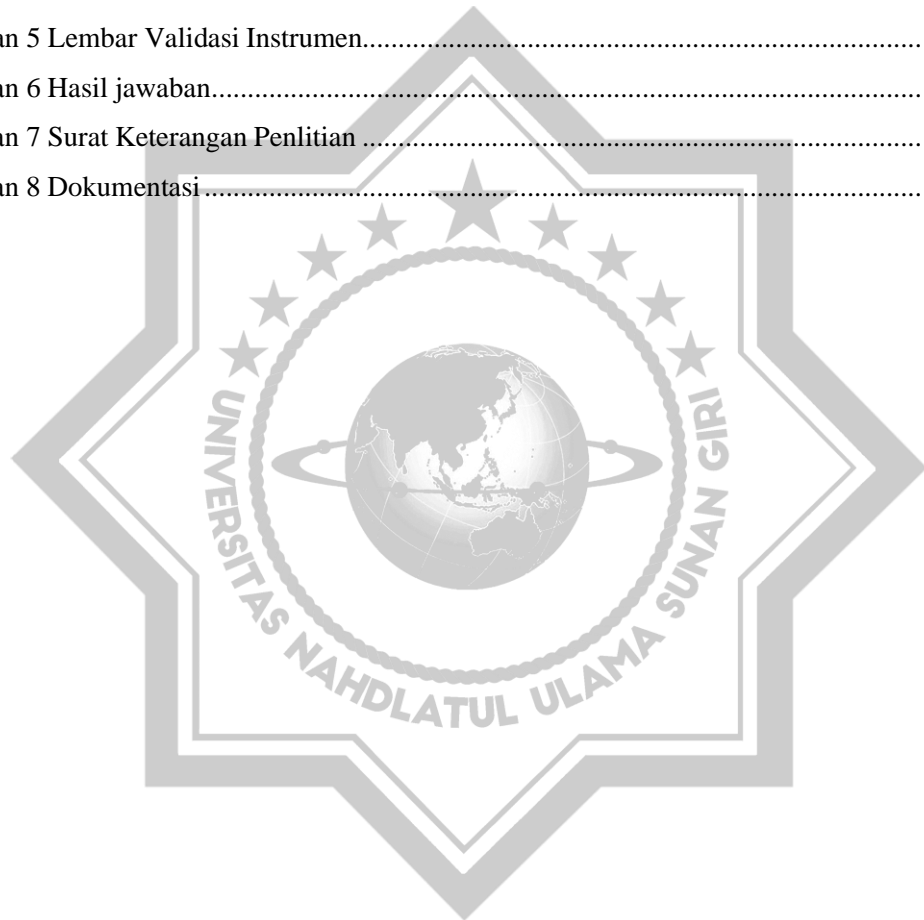 an 5 Lembar Validasi Instrumen..........................................................................
an 6 Hasil jawaban...............................................................................................
an 7 Surat Keterangan Penlitian ..........................................................................
an 8 Dokumentasi................................................................................................
UNIVERSITAS NAHDLATUL ULAMA SUNAN GIRI